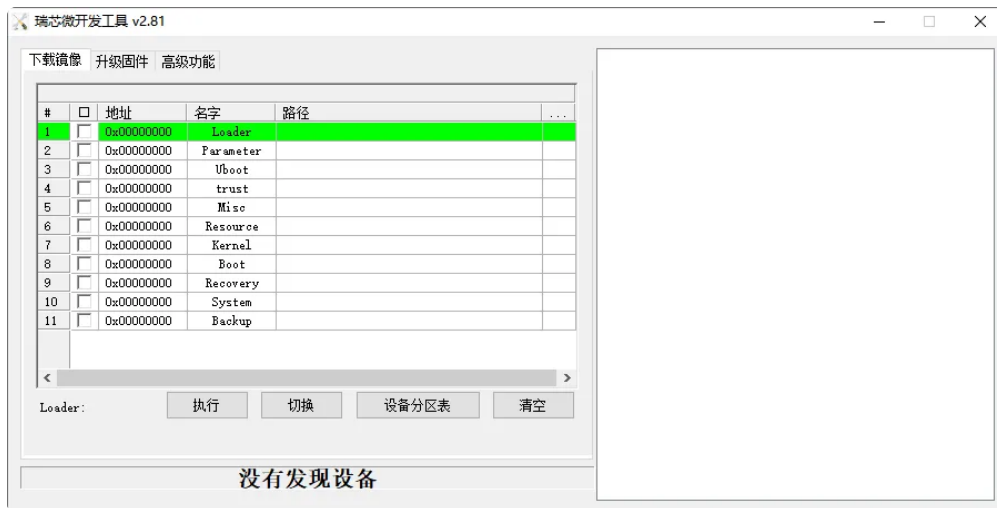 瑞芯微开发工具 v2.81
下载镜像 升级固件 高级功能
# 地址 名字 路径 ...
1 0x00000000 Loader
2 0x00000000 Parameter
3 0x00000000 Uboot
4 0x00000000 trust
5 0x00000000 Misc
6 0x00000000 Resource
7 0x00000000 Kernel
8 0x00000000 Boot
9 0x00000000 Recovery
10 0x00000000 System
11 0x00000000 Backup
Loader: 执行 切换 设备分区表 清空
没有发现设备